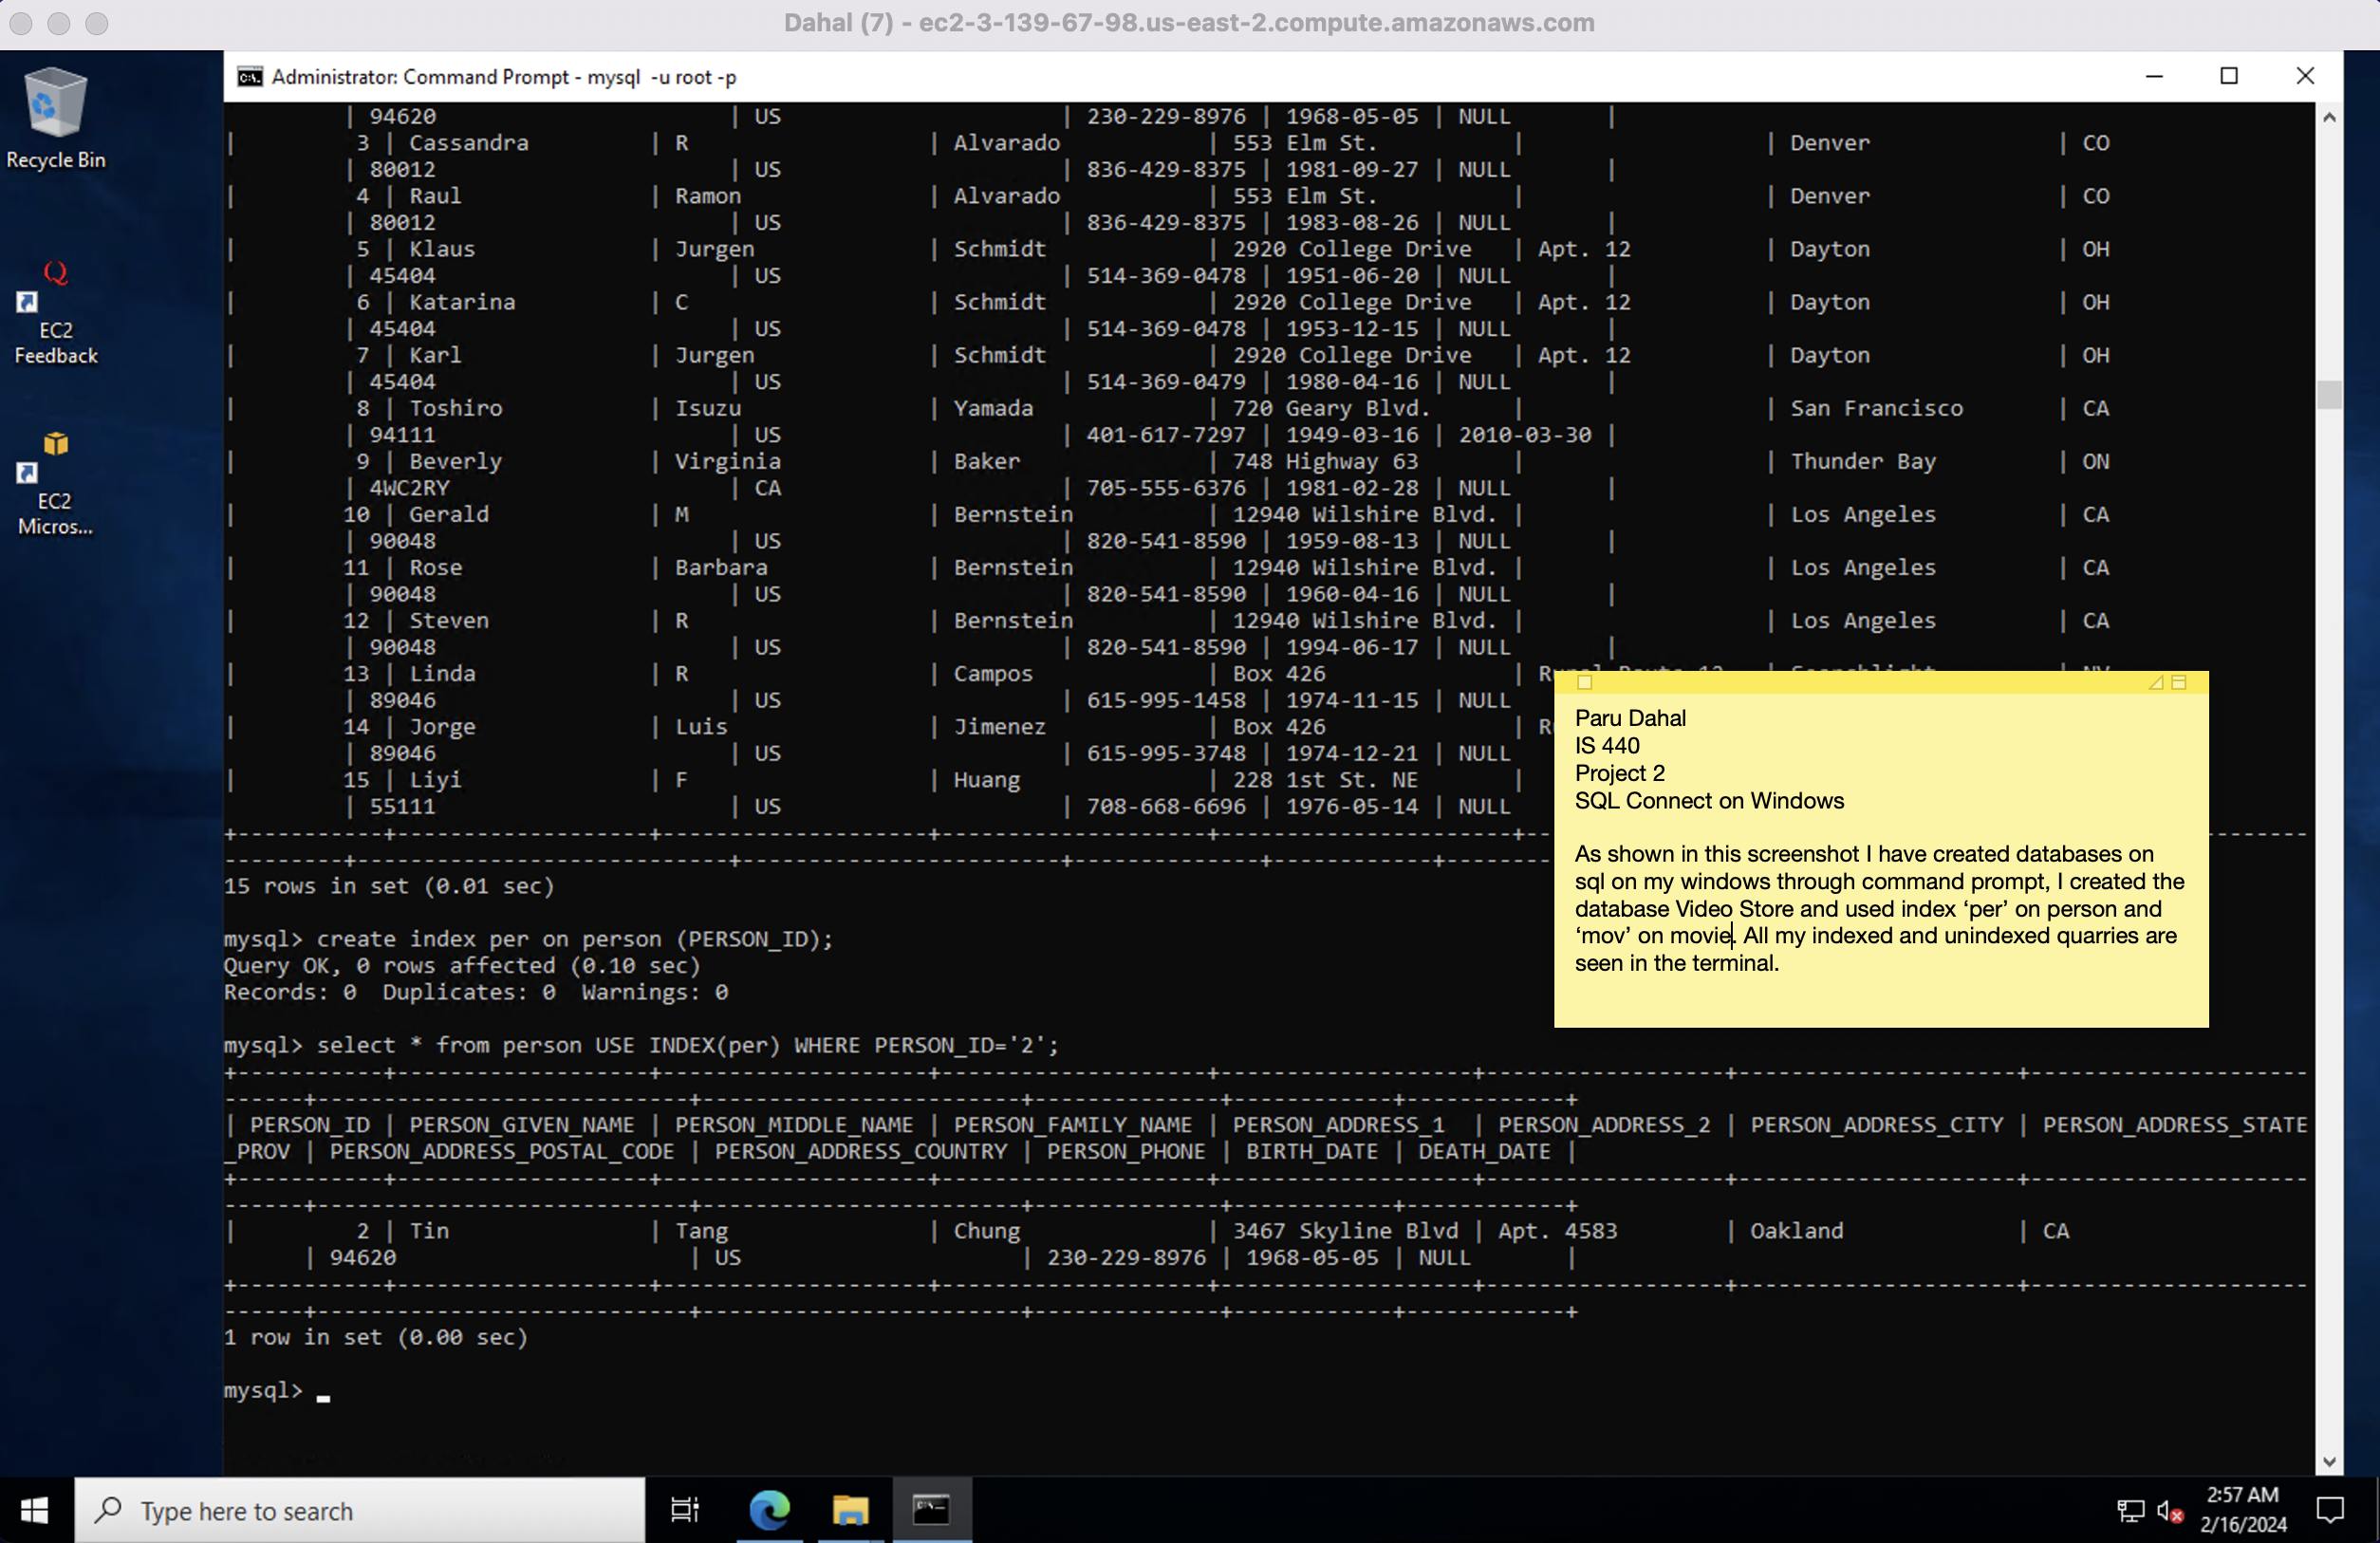 Dahal (7) - ec2-3-139-67-98.us-east-2.compute.amazonaws.com
Recycle Bin
EC2
Feedback
EC2
Micros...
Administrator: Command Prompt - mysql  -u root -p
| 94620 | US | 230-229-8976 | 1968-05-05 | NULL |
| 3 | Cassandra | R | Alvarado | 553 Elm St. | | Denver | CO
| 80012 | US | 836-429-8375 | 1981-09-27 | NULL |
| 4 | Raul | Ramon | Alvarado | 553 Elm St. | | Denver | CO
| 80012 | US | 836-429-8375 | 1983-08-26 | NULL |
| 5 | Klaus | Jurgen | Schmidt | 2920 College Drive | Apt. 12 | Dayton | OH
| 45404 | US | 514-369-0478 | 1951-06-20 | NULL |
| 6 | Katarina | C | Schmidt | 2920 College Drive | Apt. 12 | Dayton | OH
| 45404 | US | 514-369-0478 | 1953-12-15 | NULL |
| 7 | Karl | Jurgen | Schmidt | 2920 College Drive | Apt. 12 | Dayton | OH
| 45404 | US | 514-369-0479 | 1980-04-16 | NULL |
| 8 | Toshiro | Isuzu | Yamada | 720 Geary Blvd. | | San Francisco | CA
| 94111 | US | 401-617-7297 | 1949-03-16 | 2010-03-30 |
| 9 | Beverly | Virginia | Baker | 748 Highway 63 | | Thunder Bay | ON
| 4WC2RY | CA | 705-555-6376 | 1981-02-28 | NULL |
| 10 | Gerald | M | Bernstein | 12940 Wilshire Blvd. | | Los Angeles | CA
| 90048 | US | 820-541-8590 | 1959-08-13 | NULL |
| 11 | Rose | Barbara | Bernstein | 12940 Wilshire Blvd. | | Los Angeles | CA
| 90048 | US | 820-541-8590 | 1960-04-16 | NULL |
| 12 | Steven | R | Bernstein | 12940 Wilshire Blvd. | | Los Angeles | CA
| 90048 | US | 820-541-8590 | 1994-06-17 | NULL |
| 13 | Linda | R | Campos | Box 426 |
| 89046 | US | 615-995-1458 | 1974-11-15 | NULL
| 14 | Jorge | Luis | Jimenez | Box 426 |
| 89046 | US | 615-995-3748 | 1974-12-21 | NULL
| 15 | Liyi | F | Huang | 228 1st St. NE |
| 55111 | US | 708-668-6696 | 1976-05-14 | NULL
15 rows in set (0.01 sec)
mysql> create index per on person (PERSON_ID);
Query OK, 0 rows affected (0.10 sec)
Records: 0  Duplicates: 0  Warnings: 0
mysql> select * from person USE INDEX(per) WHERE PERSON_ID='2';
| PERSON_ID | PERSON_GIVEN_NAME | PERSON_MIDDLE_NAME | PERSON_FAMILY_NAME | PERSON_ADDRESS_1 | PERSON_ADDRESS_2 | PERSON_ADDRESS_CITY | PERSON_ADDRESS_STATE
_PROV | PERSON_ADDRESS_POSTAL_CODE | PERSON_ADDRESS_COUNTRY | PERSON_PHONE | BIRTH_DATE | DEATH_DATE |
| 2 | Tin | Tang | Chung | 3467 Skyline Blvd | Apt. 4583 | Oakland | CA
| 94620 | US | 230-229-8976 | 1968-05-05 | NULL |
1 row in set (0.00 sec)
mysql>
Paru Dahal
IS 440
Project 2
SQL Connect on Windows
As shown in this screenshot I have created databases on
sql on my windows through command prompt, I created the
database Video Store and used index ‘per’ on person and
‘mov’ on movie. All my indexed and unindexed quarries are
seen in the terminal.
Type here to search
2:57 AM
2/16/2024